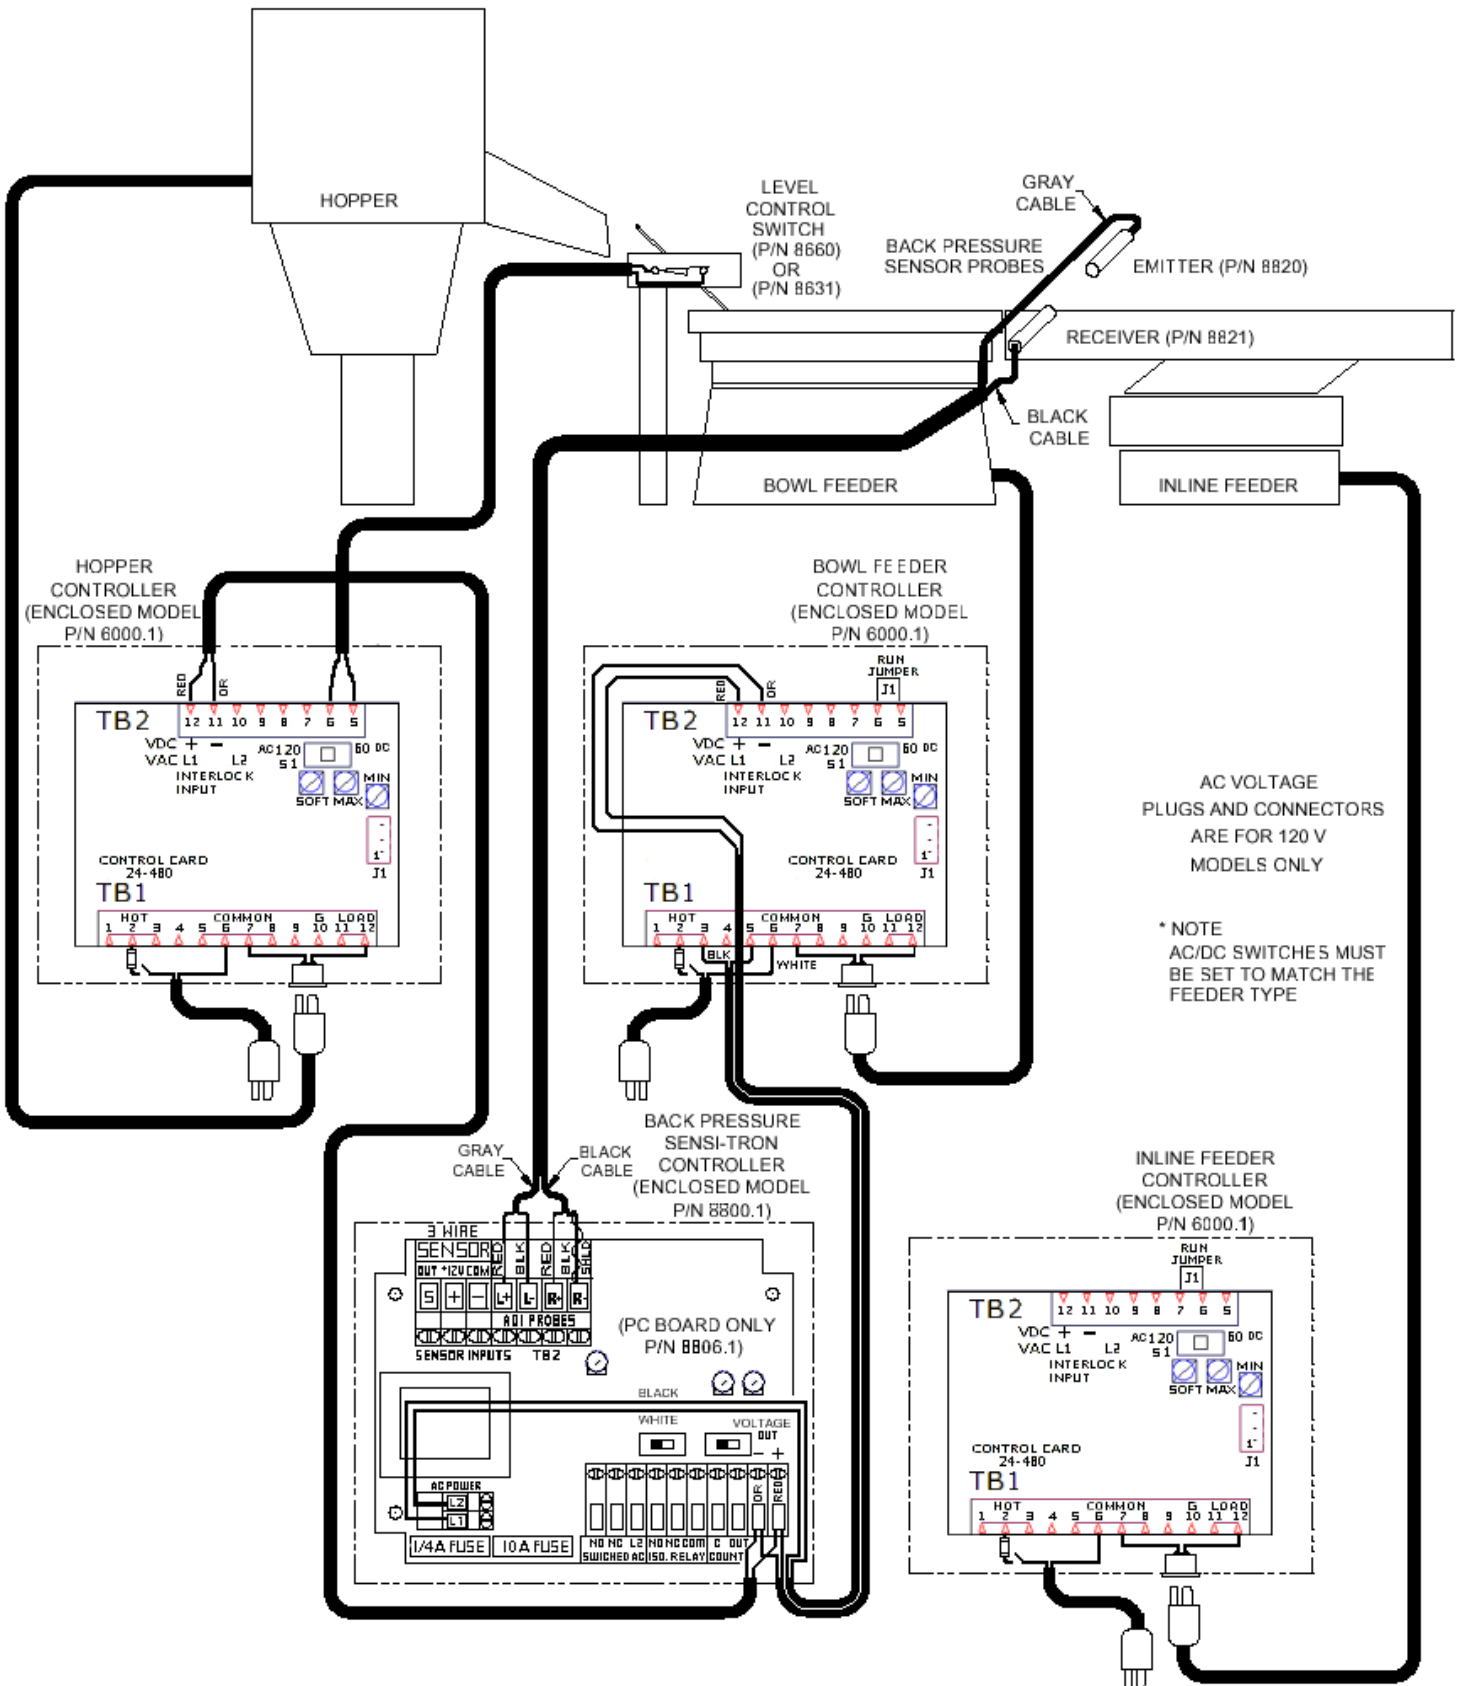 HOPPER
LEVEL
CONTROL
SWITCH
(P/N 8660)
OR
(P/N 8631)
GRAY
CABLE
BACK PRESSURE
SENSOR PROBES
EMITTER (P/N 8820)
RECEIVER (P/N 8821)
BLACK
CABLE
BOWL FEEDER
INLINE FEEDER
HOPPER
CONTROLLER
(ENCLOSED MODEL
P/N 6000.1)
RED
OR
TB2
12 11 10 9 8 7 6 5
VDC + -
VAC L1 L2
INTERLOCK
INPUT
AC 120 60 DC
S1
SOFT MAX
MIN
1
J1
CONTROL CARD
24-480
TB1
HOT COMMON G LOAD
1 2 3 4 5 6 7 8 9 10 11 12
BOWL FEEDER
CONTROLLER
(ENCLOSED MODEL
P/N 6000.1)
RUN
JUMPER
J1
RED
OR
TB2
12 11 10 9 8 7 6 5
VDC + -
VAC L1 L2
INTERLOCK
INPUT
AC 120 60 DC
S1
SOFT MAX
MIN
1
J1
CONTROL CARD
24-480
TB1
HOT COMMON G LOAD
1 2 3 4 5 6 7 8 9 10 11 12
BLK
WHITE
AC VOLTAGE
PLUGS AND CONNECTORS
ARE FOR 120 V
MODELS ONLY
* NOTE
AC/DC SWITCHES MUST
BE SET TO MATCH THE
FEEDER TYPE
BACK PRESSURE
SENSI-TRON
CONTROLLER
(ENCLOSED MODEL
P/N 8800.1)
GRAY
CABLE
BLACK
CABLE
3 WIRE
SENSOR
OUT +12V COM
RED
BLK
RED
BLK
SHLD
S + - L+ L- R+ R-
AOI PROBES
SENSOR INPUTS TB2
(PC BOARD ONLY
P/N 8806.1)
BLACK
WHITE
VOLTAGE
OUT
- +
OR
RED
AC POWER
L2
L1
1/4A FUSE
10A FUSE
NO NC L2 NO NC COM C OUT
SWICHED AC ISO. RELAY COUNT
INLINE FEEDER
CONTROLLER
(ENCLOSED MODEL
P/N 6000.1)
RUN
JUMPER
J1
TB2
12 11 10 9 8 7 6 5
VDC + -
VAC L1 L2
INTERLOCK
INPUT
AC 120 60 DC
S1
SOFT MAX
MIN
1
J1
CONTROL CARD
24-480
TB1
HOT COMMON G LOAD
1 2 3 4 5 6 7 8 9 10 11 12